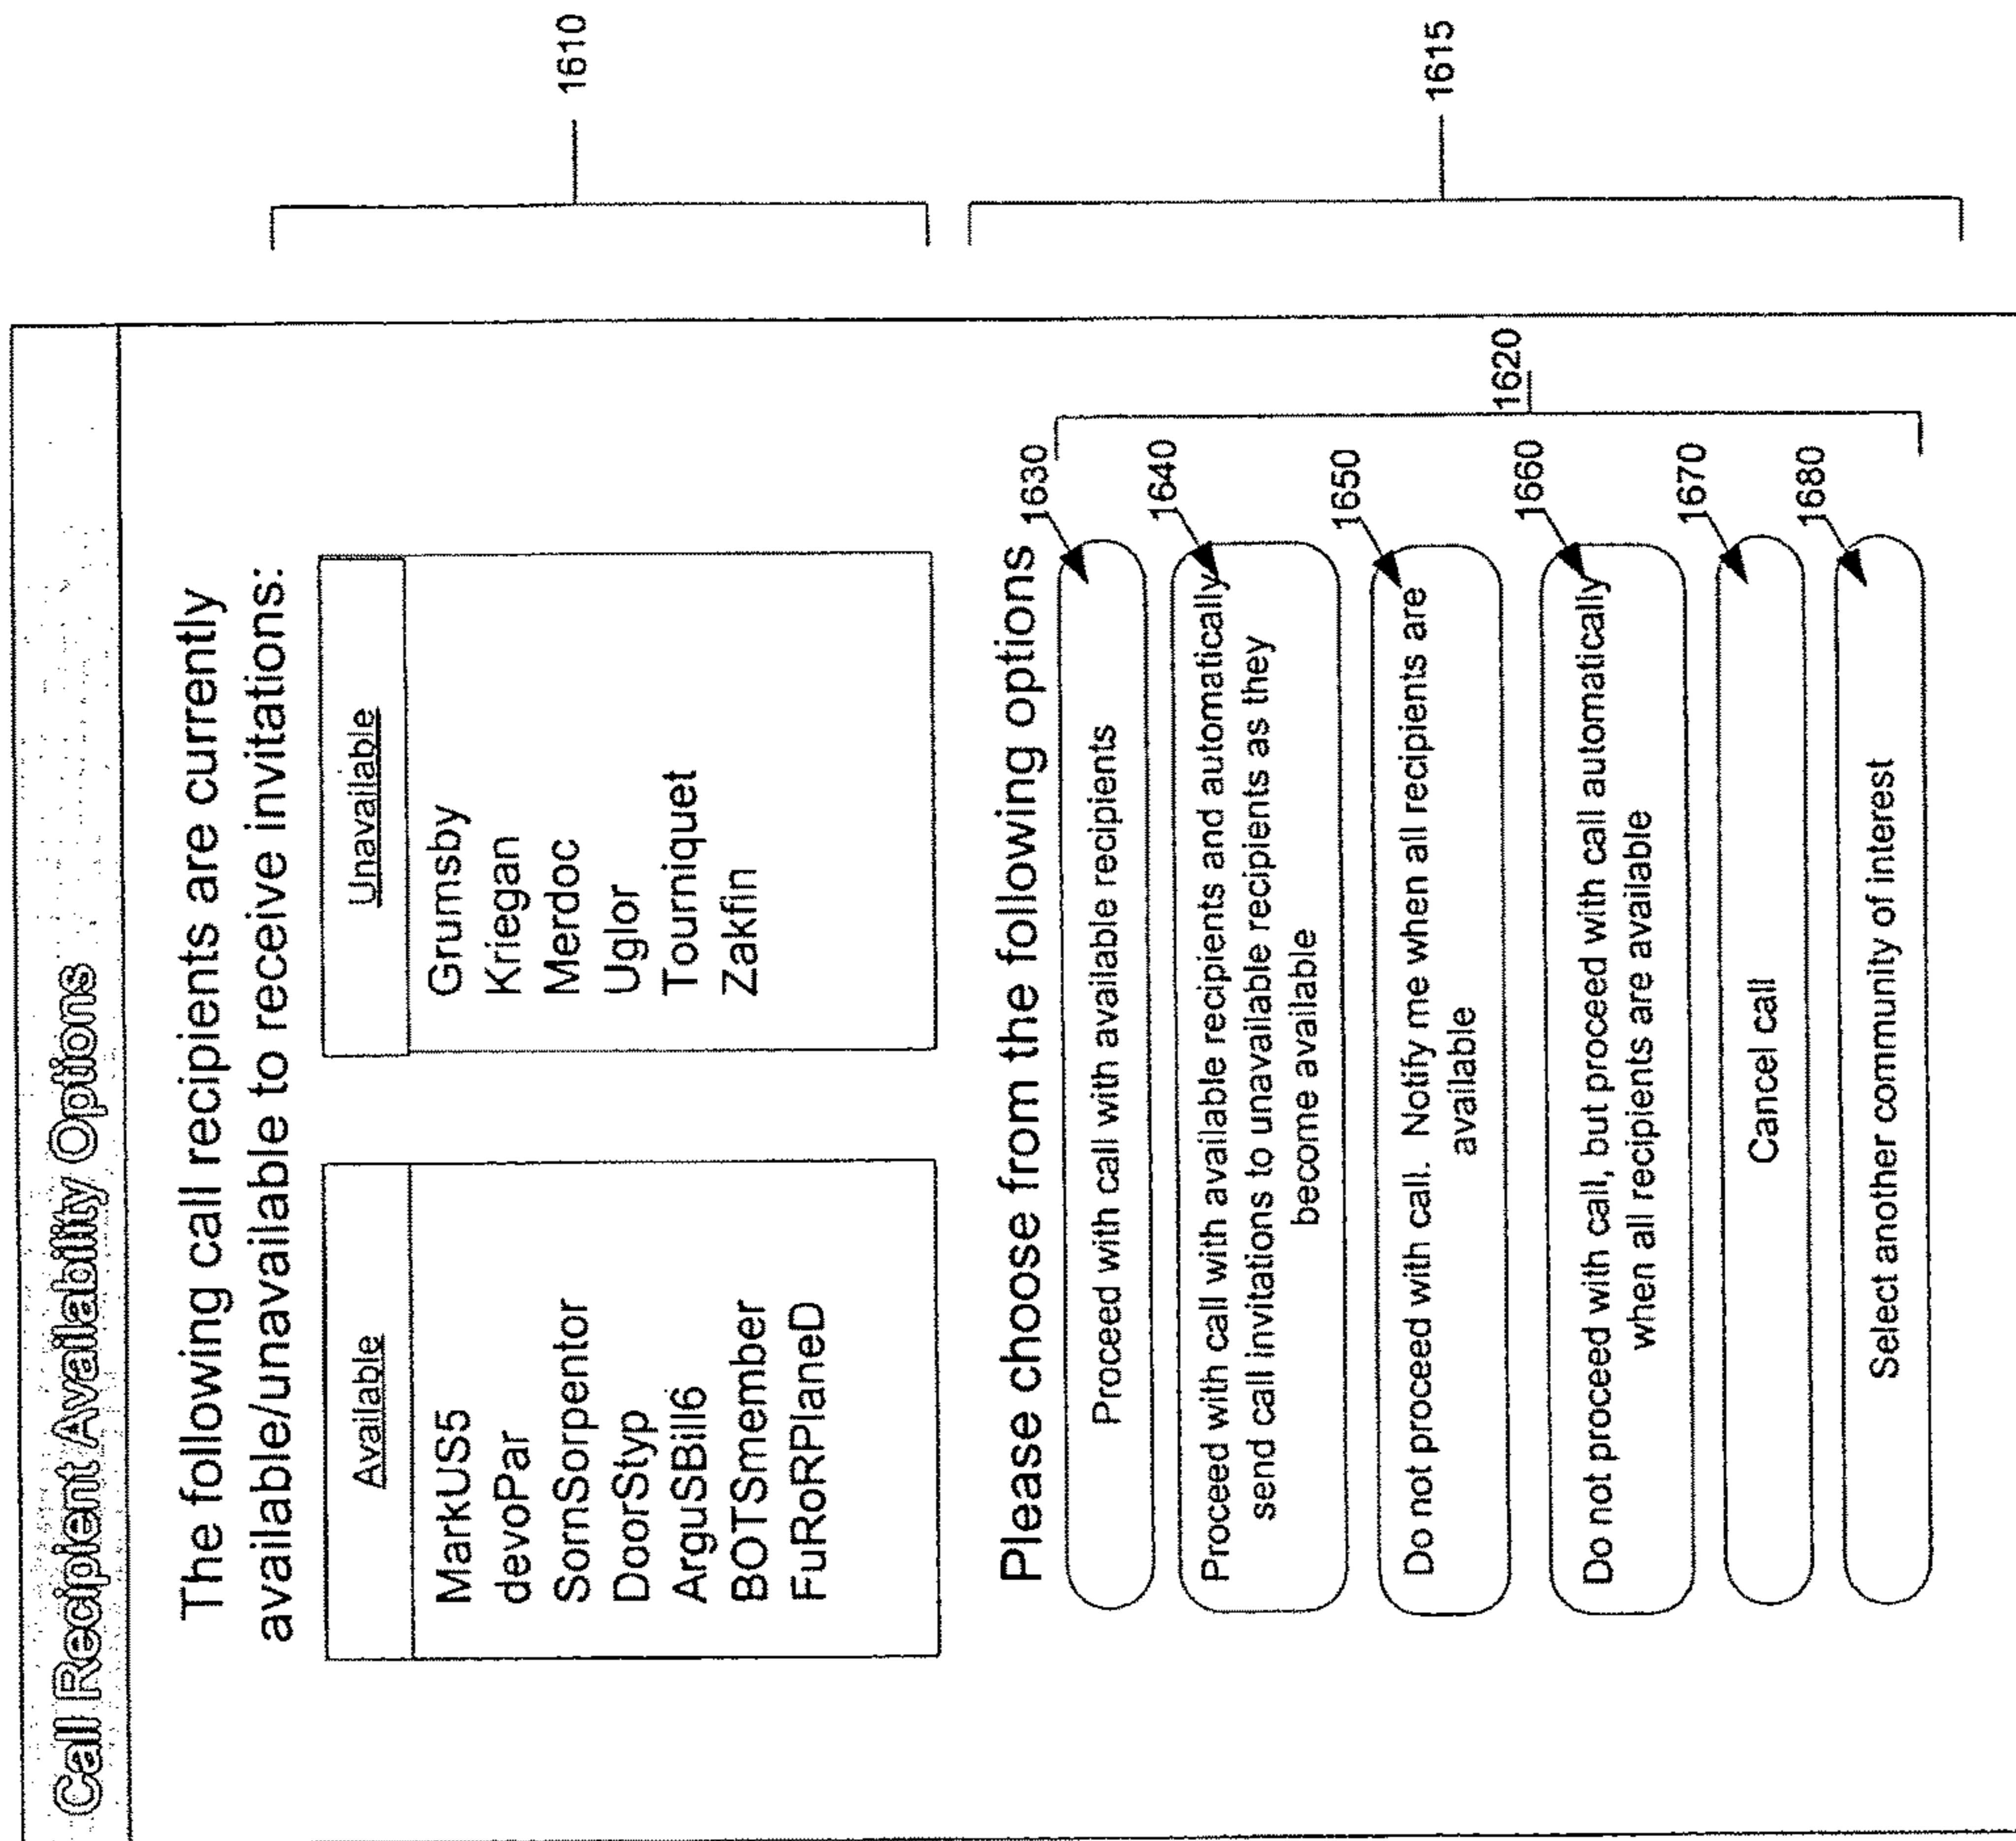 Call Recipient Availability Options
The following call recipients are currently
available/unavailable to receive invitations:
1610
Available
MarkUS5
devoPar
SornSorpentor
DoorStyp
ArguSBill6
BOTSmember
FuRoRPlaneD
Unavailable
Grumsby
Kriegan
Merdoc
Uglor
Tourniquet
Zakfin
Please choose from the following options
1615
1620
1630
Proceed with call with available recipients
1640
Proceed with call with available recipients and automatically
send call invitations to unavailable recipients as they
become available
1650
Do not proceed with call. Notify me when all recipients are
available
1660
Do not proceed with call, but proceed with call automatically
when all recipients are available
1670
Cancel call
1680
Select another community of interest